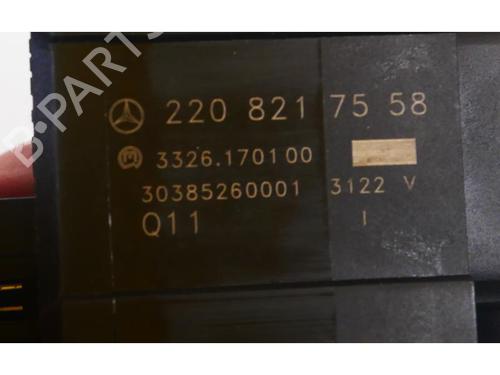 220 821 75 58
3326.170100
30385260001 3122 V
Q11 I
B-PARTS